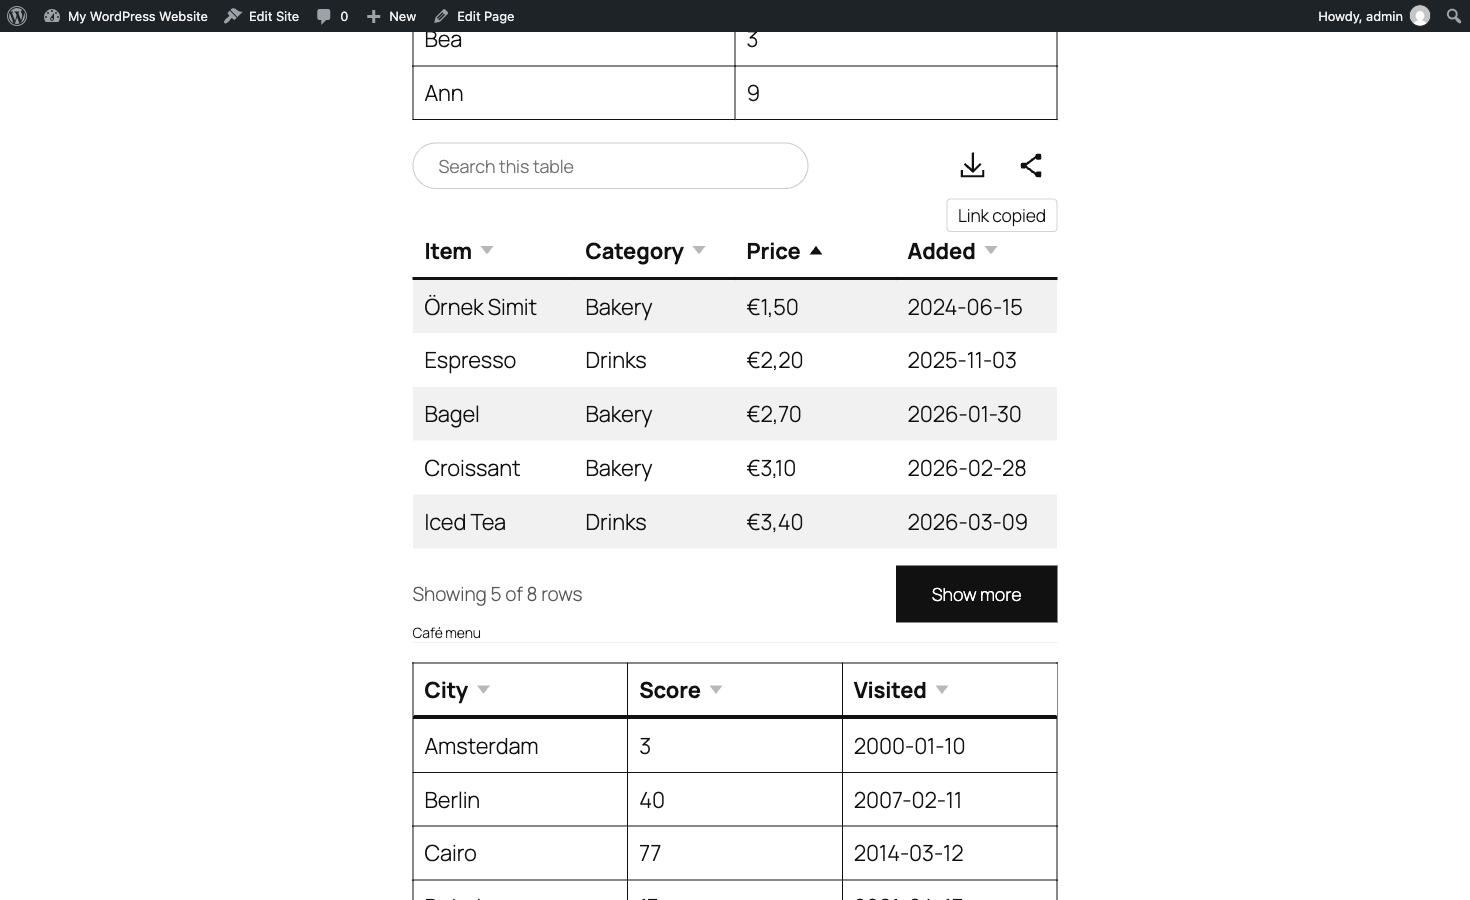 My WordPress Website Edit Site 0 New Edit Page Howdy, admin
Bea 3
Ann 9
Search this table
Link copied
Item Category Price Added
Örnek Simit Bakery €1,50 2024-06-15
Espresso Drinks €2,20 2025-11-03
Bagel Bakery €2,70 2026-01-30
Croissant Bakery €3,10 2026-02-28
Iced Tea Drinks €3,40 2026-03-09
Showing 5 of 8 rows Show more
Café menu
City Score Visited
Amsterdam 3 2000-01-10
Berlin 40 2007-02-11
Cairo 77 2014-03-12